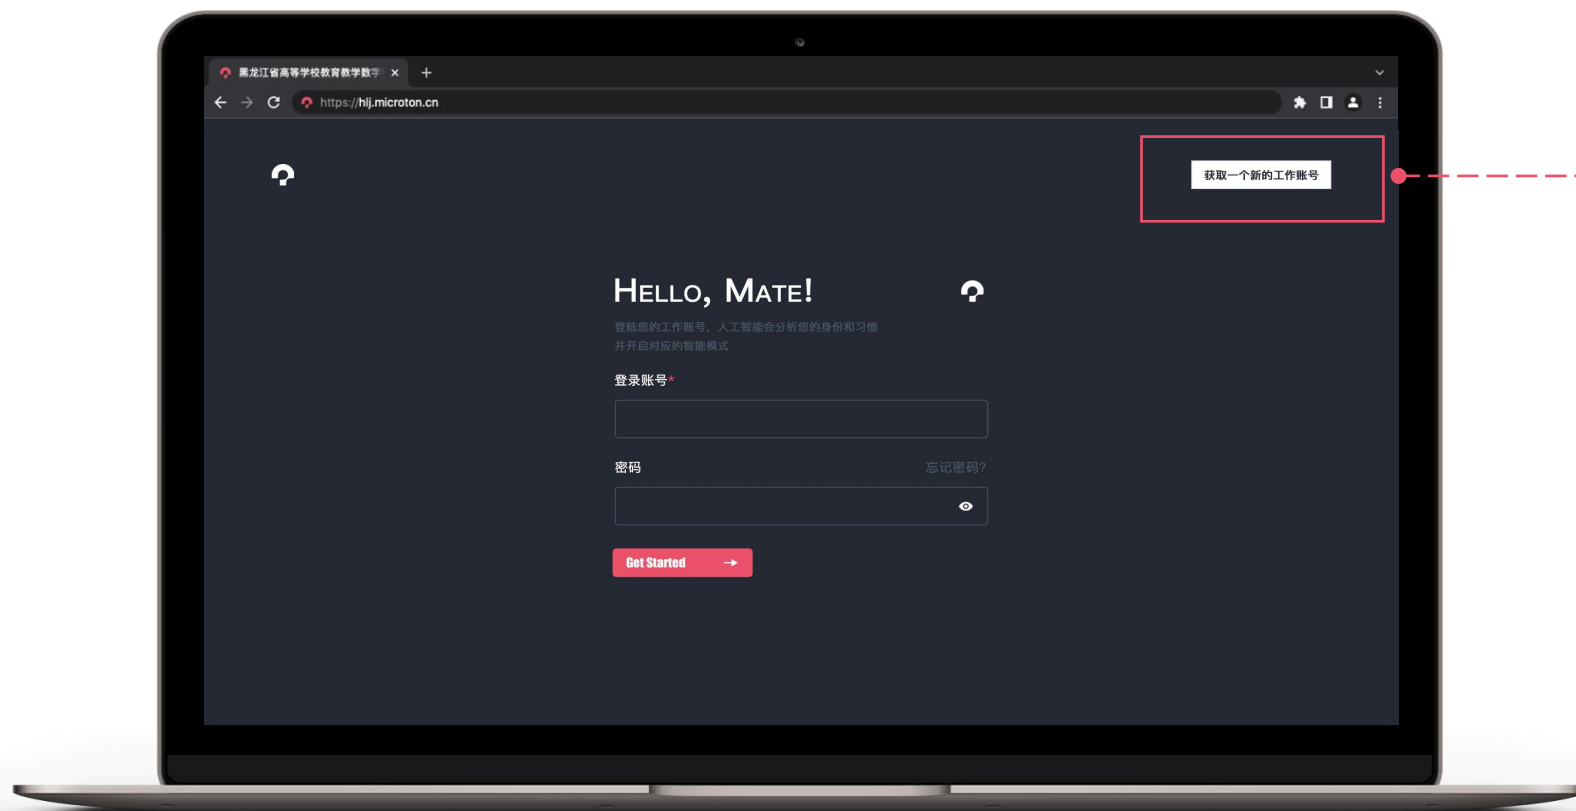 黑龙江省高等学校教育教学数字
https://hlj.microton.cn
获取一个新的工作账号
HELLO, MATE!
登陆您的工作账号，人工智能会分析您的身份和习惯
并开启对应的智能模式
登录账号*
密码
忘记密码?
Get Started